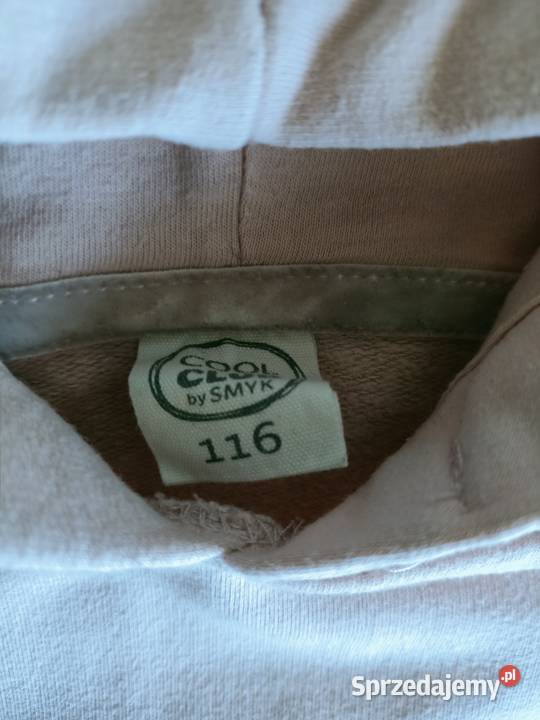 COOL
CLUB
by SMYK
116
Sprzedajemy.pl